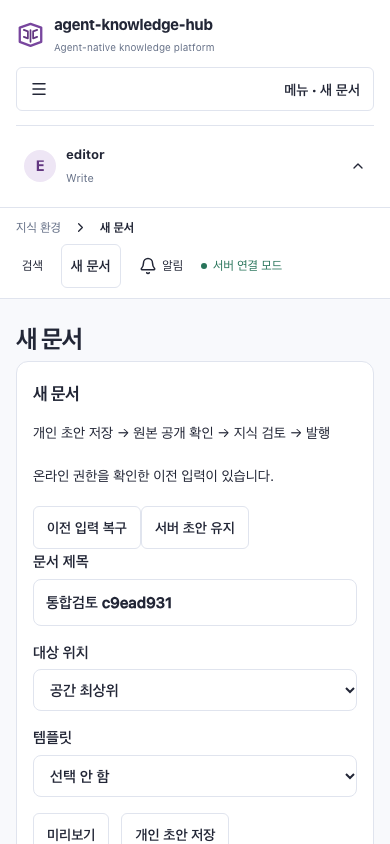 agent-knowledge-hub
Agent-native knowledge platform
메뉴 · 새 문서
E
editor
Write
지식 환경 > 새 문서
검색 새 문서 알림 서버 연결 모드
새 문서
새 문서
개인 초안 저장 → 원본 공개 확인 → 지식 검토 → 발행
온라인 권한을 확인한 이전 입력이 있습니다.
이전 입력 복구 서버 초안 유지
문서 제목
통합검토 c9ead931
대상 위치
공간 최상위
템플릿
선택 안 함
미리보기 개인 초안 저장